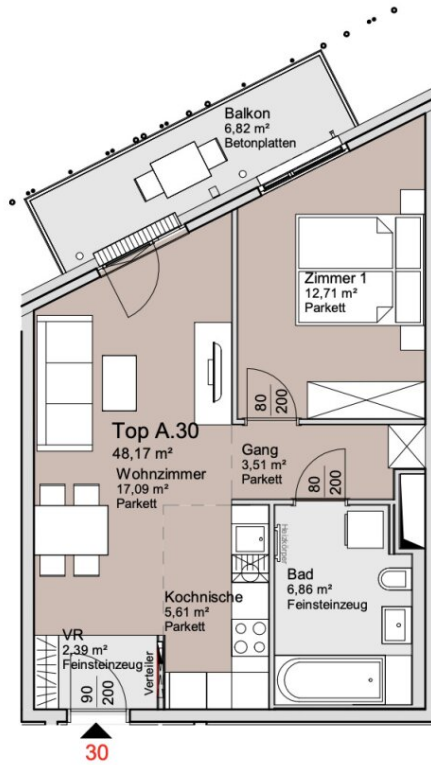 Balkon
6,82 m²
Betonplatten
Zimmer 1
12,71 m²
Parkett
80
200
Top A.30
48,17 m²
Wohnzimmer
17,09 m²
Parkett
Gang
3,51 m²
Parkett
80
200
Heizkörper
Bad
6,86 m²
Feinsteinzeug
Kochnische
5,61 m²
Parkett
VR
2,39 m²
Feinsteinzeug
Verteiler
90
200
30